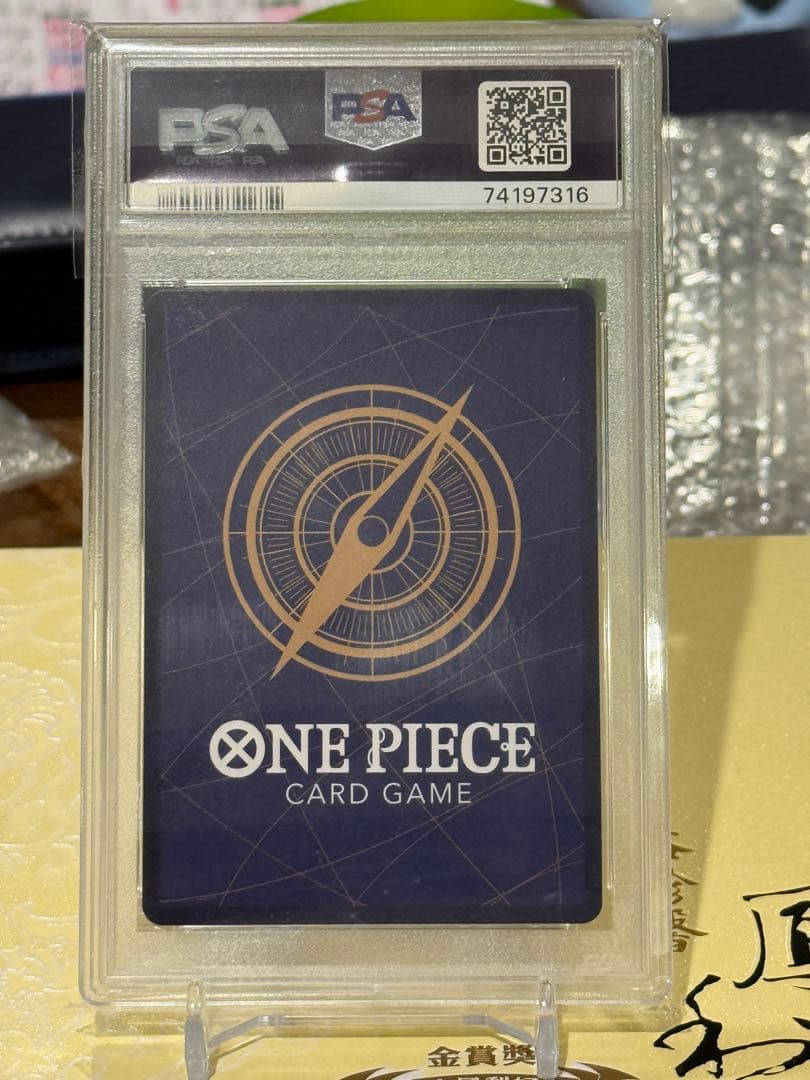 PSA
PSA
74197316
ONE PIECE
CARD GAME
金賞獎